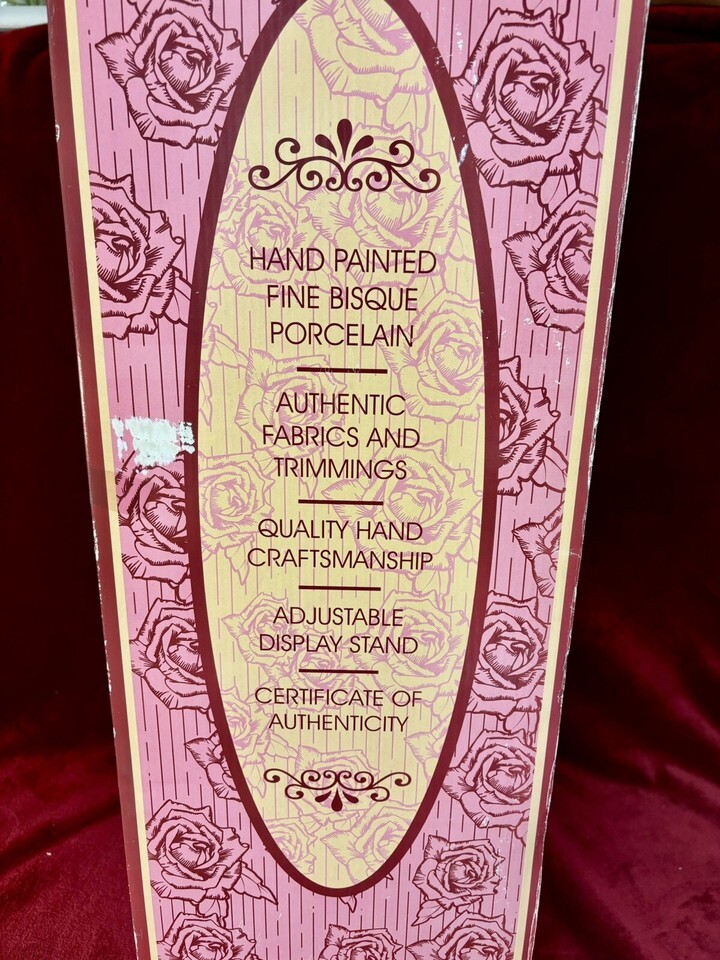 HAND PAINTED
FINE BISQUE
PORCELAIN
AUTHENTIC
FABRICS AND
TRIMMINGS
QUALITY HAND
CRAFTSMANSHIP
ADJUSTABLE
DISPLAY STAND
CERTIFICATE OF
AUTHENTICITY